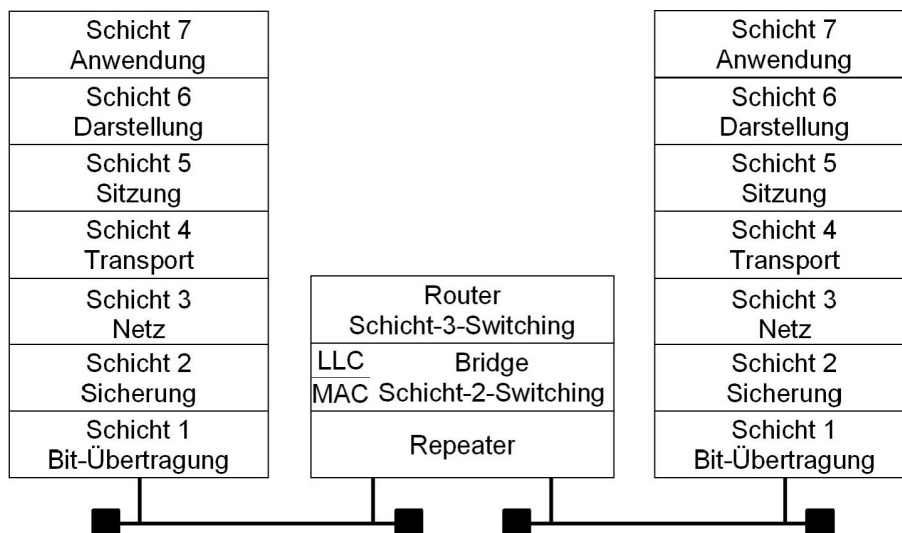 Schicht 7
Anwendung
Schicht 6
Darstellung
Schicht 5
Sitzung
Schicht 4
Transport
Schicht 3
Netz
Schicht 2
Sicherung
Schicht 1
Bit-Übertragung
Router
Schicht-3-Switching
LLC
MAC
Bridge
Schicht-2-Switching
Repeater
Schicht 7
Anwendung
Schicht 6
Darstellung
Schicht 5
Sitzung
Schicht 4
Transport
Schicht 3
Netz
Schicht 2
Sicherung
Schicht 1
Bit-Übertragung